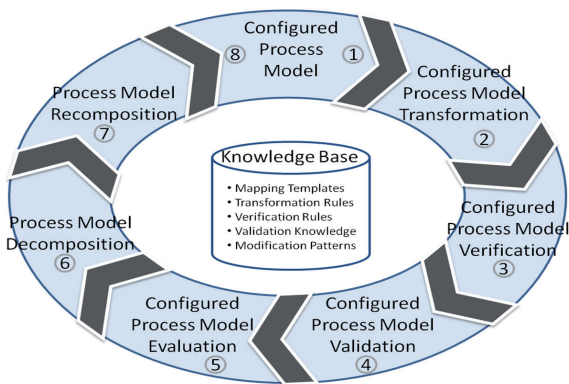 Configured
Process
Model
8
1
Configured
Process Model
Transformation
2
Configured
Process Model
Verification
3
Configured
Process Model
Validation
4
Configured
Process Model
Evaluation
5
Process Model
Decomposition
6
Process Model
Recomposition
7
Knowledge Base
• Mapping Templates
• Transformation Rules
• Verification Rules
• Validation Knowledge
• Modification Patterns